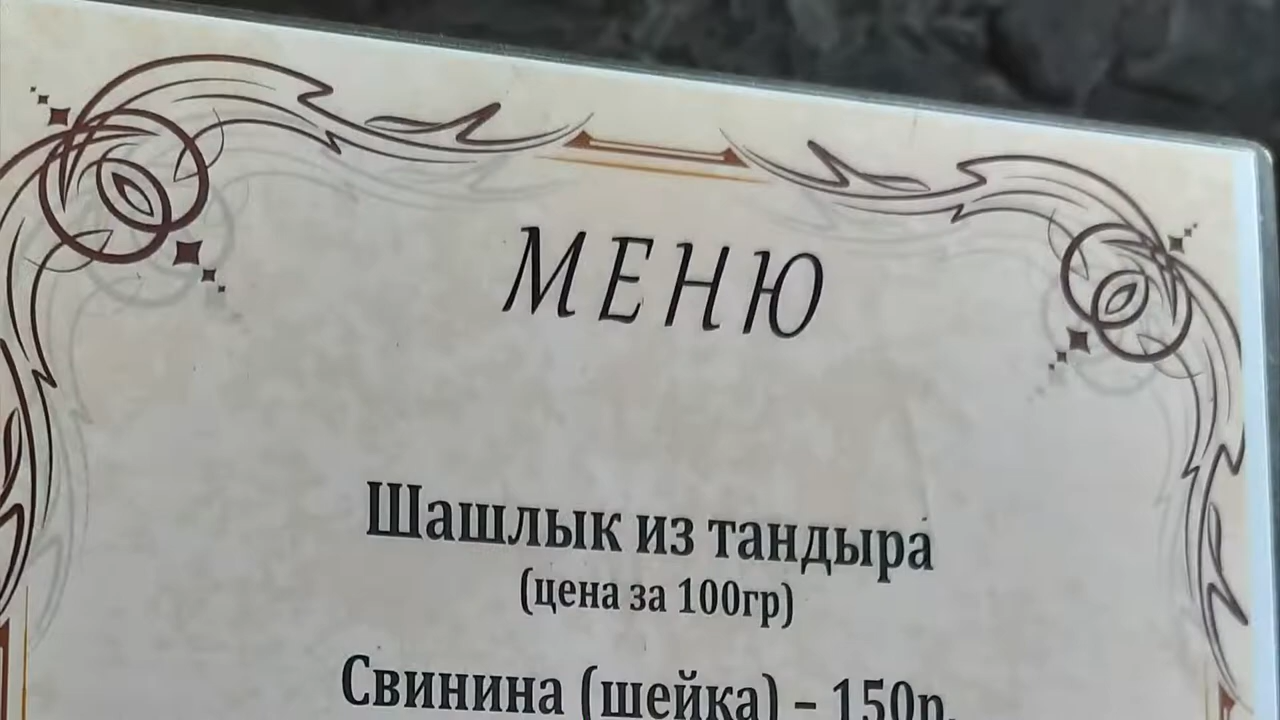 МЕНЮ
Шашлык из тандыра
(цена за 100гр)
Свинина (шейка) – 150р.